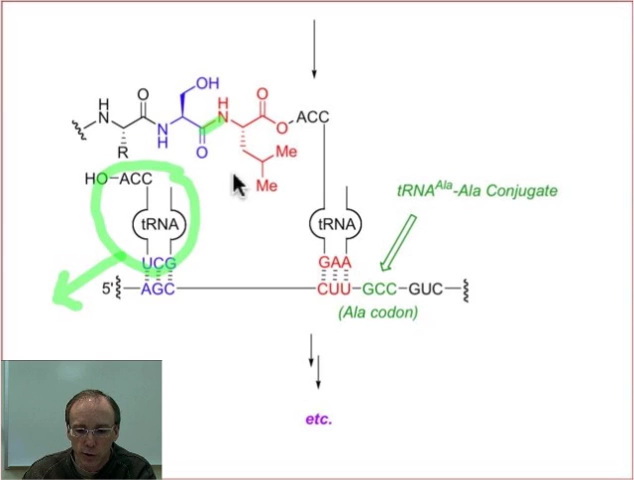 OH
H
N
O
H
N
O
O
ACC
N
H
O
R
Me
Me
HO-ACC
tRNA^Ala-Ala Conjugate
tRNA
tRNA
UCG
GAA
5' AGC CUU-GCC-GUC
(Ala codon)
etc.